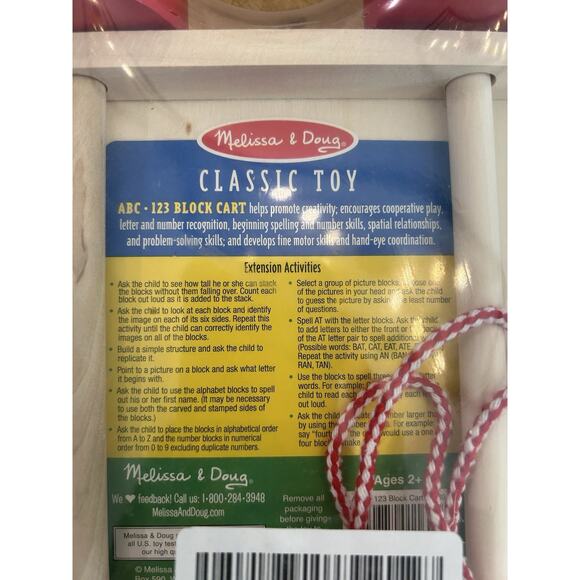 Melissa & Doug®
CLASSIC TOY
ABC • 123 BLOCK CART helps promote creativity; encourages cooperative play,
letter and number recognition, beginning spelling and number skills, spatial relationships,
and problem-solving skills; and develops fine motor skills and hand-eye coordination.
Extension Activities
• Ask the child to see how tall he or she can stack
the blocks without them falling over. Count each
block out loud as it is added to the stack.
• Ask the child to look at each block and identify
the image on each of its six sides. Repeat this
activity until the child can correctly identify the
images on all of the blocks.
• Build a simple structure and ask the child to
replicate it.
• Point to a picture on a block and ask what letter
it begins with.
• Ask the child to use the alphabet blocks to spell
out his or her first name. (It may be necessary
to use both the carved and stamped sides of
the blocks.)
• Ask the child to place the blocks in alphabetical order
from A to Z and the number blocks in numerical
order from 0 to 9 excluding duplicate numbers.
• Select a group of picture blocks. one
of the pictures in your head and ask the child
to guess the picture by asking the least number
of questions.
• Spell AT with the letter blocks. Ask the child
to add letters to either the front or
of the AT letter pair to spell addition
(Possible words: BAT, CAT, EAT, ATE,
Repeat the activity using AN (BAN,
RAN, TAN).
• Use the blocks to spell three
words. For example:
child to read each
out loud.
• Ask the child number larger
by using the For example,
say "four would use a one
four block make
Melissa & Doug®
We ♥ feedback! Call us: 1-800-284-3948
MelissaAndDoug.com
Remove all
packaging
before giving
Ages 2+
123 Block Cart
Melissa & Doug
all U.S. toy
our high
© Melissa
Box 590, W